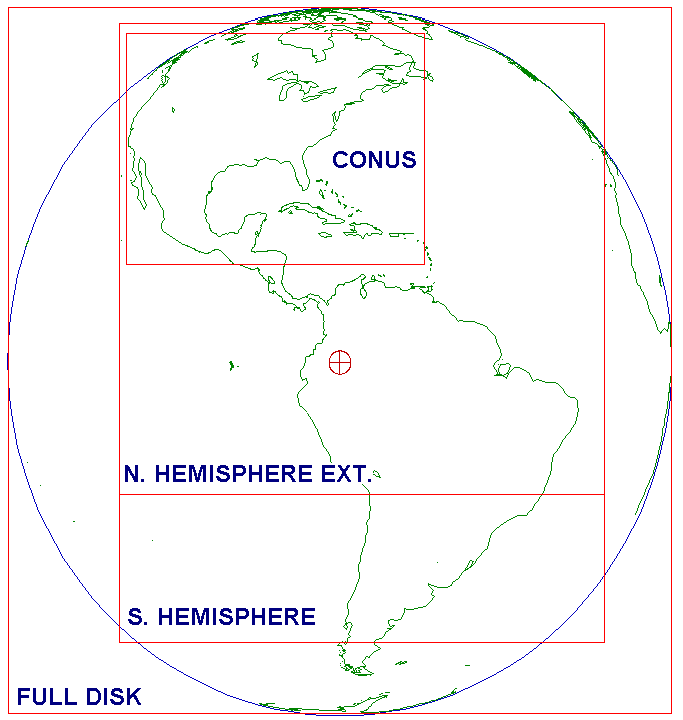 CONUS
N. HEMISPHERE EXT.
S. HEMISPHERE
FULL DISK